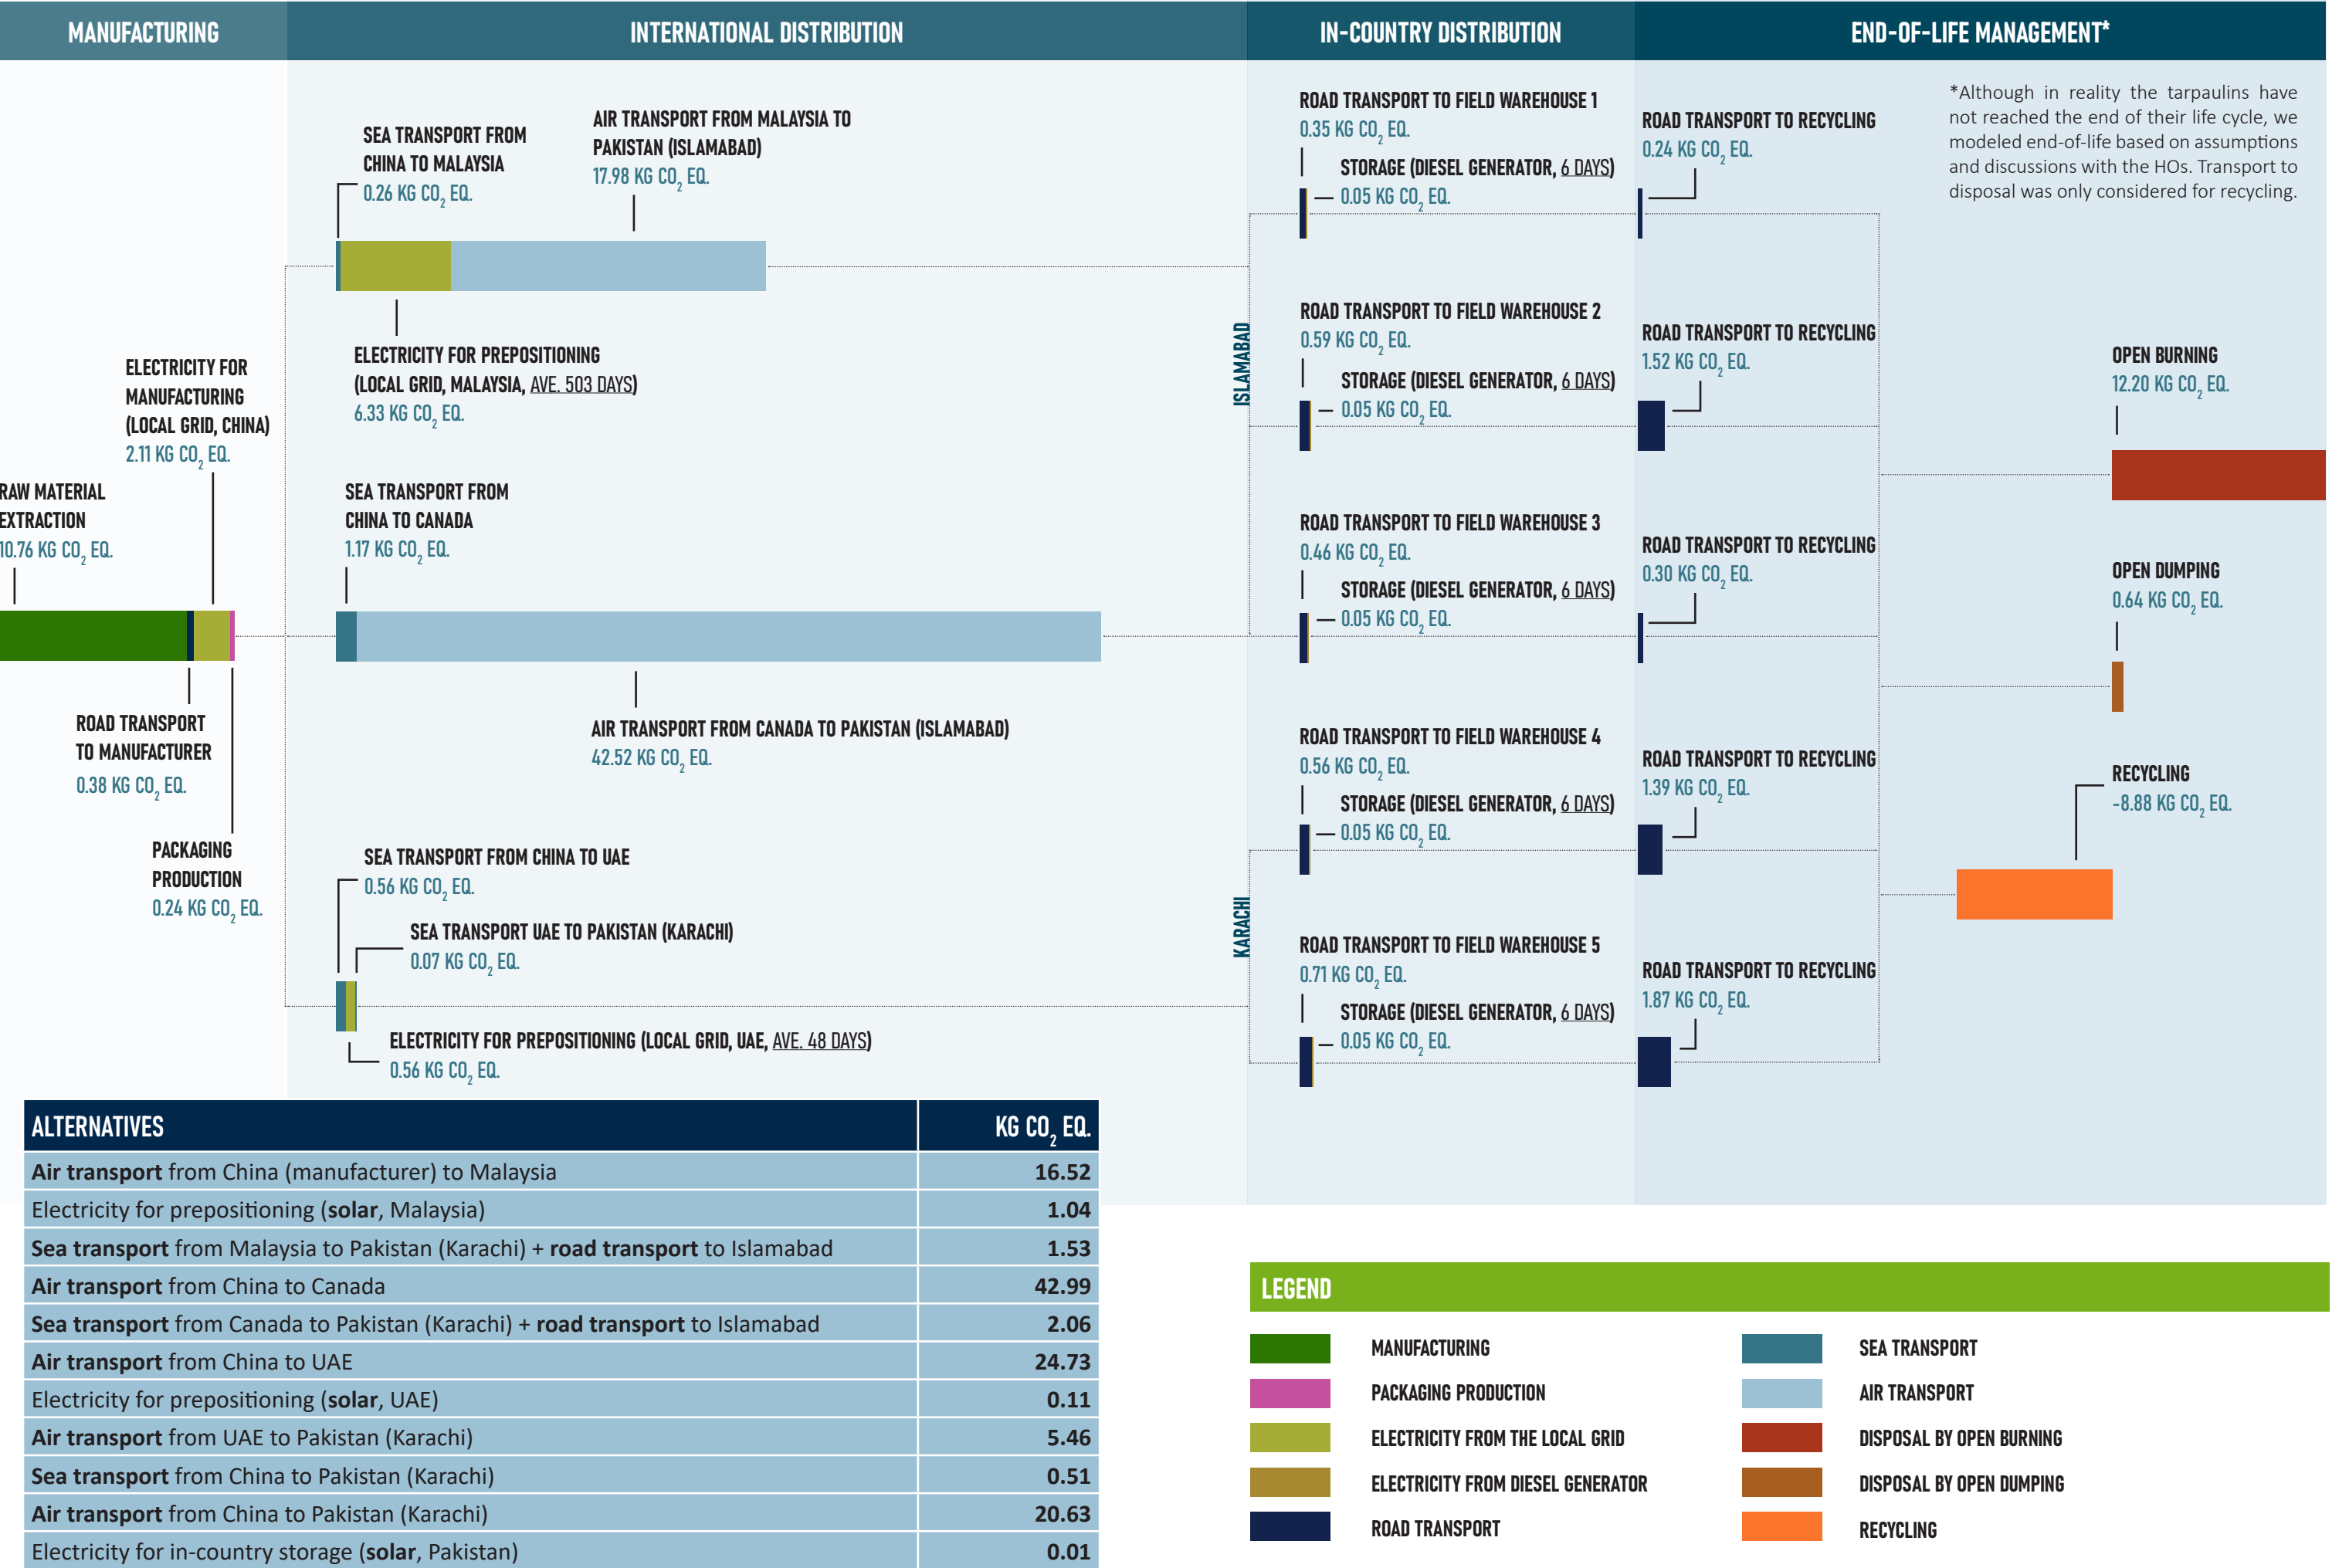 MANUFACTURING
INTERNATIONAL DISTRIBUTION
IN-COUNTRY DISTRIBUTION
END-OF-LIFE MANAGEMENT*
RAW MATERIAL
EXTRACTION
10.76 KG CO2 EQ.
ELECTRICITY FOR
MANUFACTURING
(LOCAL GRID, CHINA)
2.11 KG CO2 EQ.
ROAD TRANSPORT
TO MANUFACTURER
0.38 KG CO2 EQ.
PACKAGING
PRODUCTION
0.24 KG CO2 EQ.
SEA TRANSPORT FROM
CHINA TO MALAYSIA
0.26 KG CO2 EQ.
AIR TRANSPORT FROM MALAYSIA TO
PAKISTAN (ISLAMABAD)
17.98 KG CO2 EQ.
ELECTRICITY FOR PREPOSITIONING
(LOCAL GRID, MALAYSIA, AVE. 503 DAYS)
6.33 KG CO2 EQ.
SEA TRANSPORT FROM
CHINA TO CANADA
1.17 KG CO2 EQ.
AIR TRANSPORT FROM CANADA TO PAKISTAN (ISLAMABAD)
42.52 KG CO2 EQ.
SEA TRANSPORT FROM CHINA TO UAE
0.56 KG CO2 EQ.
SEA TRANSPORT UAE TO PAKISTAN (KARACHI)
0.07 KG CO2 EQ.
ELECTRICITY FOR PREPOSITIONING (LOCAL GRID, UAE, AVE. 48 DAYS)
0.56 KG CO2 EQ.
ISLAMABAD
KARACHI
ROAD TRANSPORT TO FIELD WAREHOUSE 1
0.35 KG CO2 EQ.
STORAGE (DIESEL GENERATOR, 6 DAYS)
0.05 KG CO2 EQ.
ROAD TRANSPORT TO FIELD WAREHOUSE 2
0.59 KG CO2 EQ.
STORAGE (DIESEL GENERATOR, 6 DAYS)
0.05 KG CO2 EQ.
ROAD TRANSPORT TO FIELD WAREHOUSE 3
0.46 KG CO2 EQ.
STORAGE (DIESEL GENERATOR, 6 DAYS)
0.05 KG CO2 EQ.
ROAD TRANSPORT TO FIELD WAREHOUSE 4
0.56 KG CO2 EQ.
STORAGE (DIESEL GENERATOR, 6 DAYS)
0.05 KG CO2 EQ.
ROAD TRANSPORT TO FIELD WAREHOUSE 5
0.71 KG CO2 EQ.
STORAGE (DIESEL GENERATOR, 6 DAYS)
0.05 KG CO2 EQ.
ROAD TRANSPORT TO RECYCLING
0.24 KG CO2 EQ.
ROAD TRANSPORT TO RECYCLING
1.52 KG CO2 EQ.
ROAD TRANSPORT TO RECYCLING
0.30 KG CO2 EQ.
ROAD TRANSPORT TO RECYCLING
1.39 KG CO2 EQ.
ROAD TRANSPORT TO RECYCLING
1.87 KG CO2 EQ.
*Although in reality the tarpaulins have
not reached the end of their life cycle, we
modeled end-of-life based on assumptions
and discussions with the HOs. Transport to
disposal was only considered for recycling.
OPEN BURNING
12.20 KG CO2 EQ.
OPEN DUMPING
0.64 KG CO2 EQ.
RECYCLING
-8.88 KG CO2 EQ.
ALTERNATIVES KG CO2 EQ.
Air transport from China (manufacturer) to Malaysia 16.52
Electricity for prepositioning (solar, Malaysia) 1.04
Sea transport from Malaysia to Pakistan (Karachi) + road transport to Islamabad 1.53
Air transport from China to Canada 42.99
Sea transport from Canada to Pakistan (Karachi) + road transport to Islamabad 2.06
Air transport from China to UAE 24.73
Electricity for prepositioning (solar, UAE) 0.11
Air transport from UAE to Pakistan (Karachi) 5.46
Sea transport from China to Pakistan (Karachi) 0.51
Air transport from China to Pakistan (Karachi) 20.63
Electricity for in-country storage (solar, Pakistan) 0.01
LEGEND
MANUFACTURING
PACKAGING PRODUCTION
ELECTRICITY FROM THE LOCAL GRID
ELECTRICITY FROM DIESEL GENERATOR
ROAD TRANSPORT
SEA TRANSPORT
AIR TRANSPORT
DISPOSAL BY OPEN BURNING
DISPOSAL BY OPEN DUMPING
RECYCLING